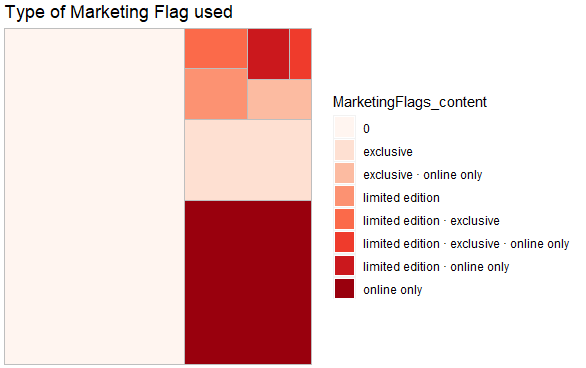 Type of Marketing Flag used
MarketingFlags_content
0
exclusive
exclusive · online only
limited edition
limited edition · exclusive
limited edition · exclusive · online only
limited edition · online only
online only